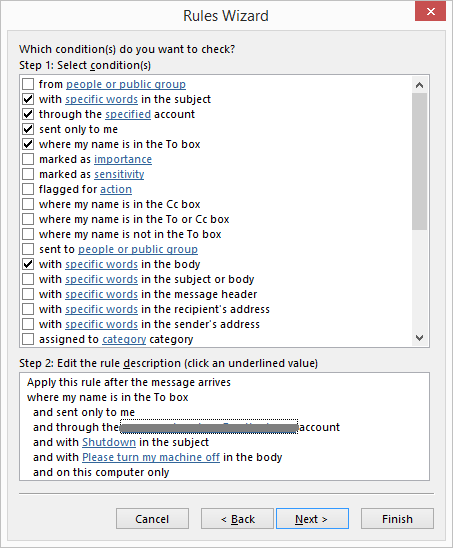 Rules Wizard
Which condition(s) do you want to check?
Step 1: Select condition(s)
from people or public group
with specific words in the subject
through the specified account
sent only to me
where my name is in the To box
marked as importance
marked as sensitivity
flagged for action
where my name is in the Cc box
where my name is in the To or Cc box
where my name is not in the To box
sent to people or public group
with specific words in the body
with specific words in the subject or body
with specific words in the message header
with specific words in the recipient's address
with specific words in the sender's address
assigned to category category
Step 2: Edit the rule description (click an underlined value)
Apply this rule after the message arrives
where my name is in the To box
and sent only to me
and through the account
and with Shutdown in the subject
and with Please turn my machine off in the body
and on this computer only
Cancel < Back Next > Finish